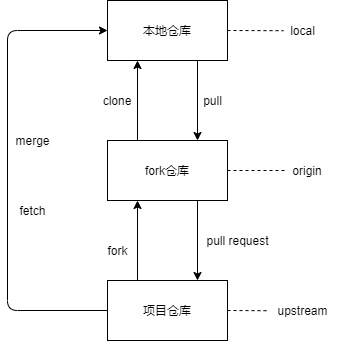 本地仓库
local
clone
pull
merge
fork仓库
origin
fetch
fork
pull request
项目仓库
upstream